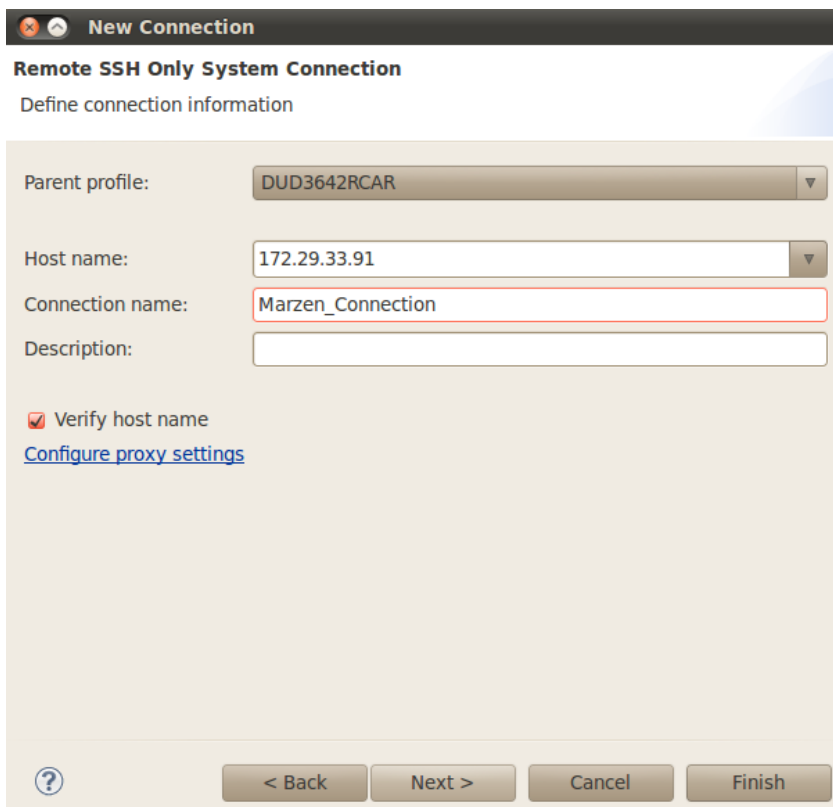 New Connection
Remote SSH Only System Connection
Define connection information
Parent profile: DUD3642RCAR
Host name: 172.29.33.91
Connection name: Marzen_Connection
Description:
Verify host name
Configure proxy settings
? < Back Next > Cancel Finish